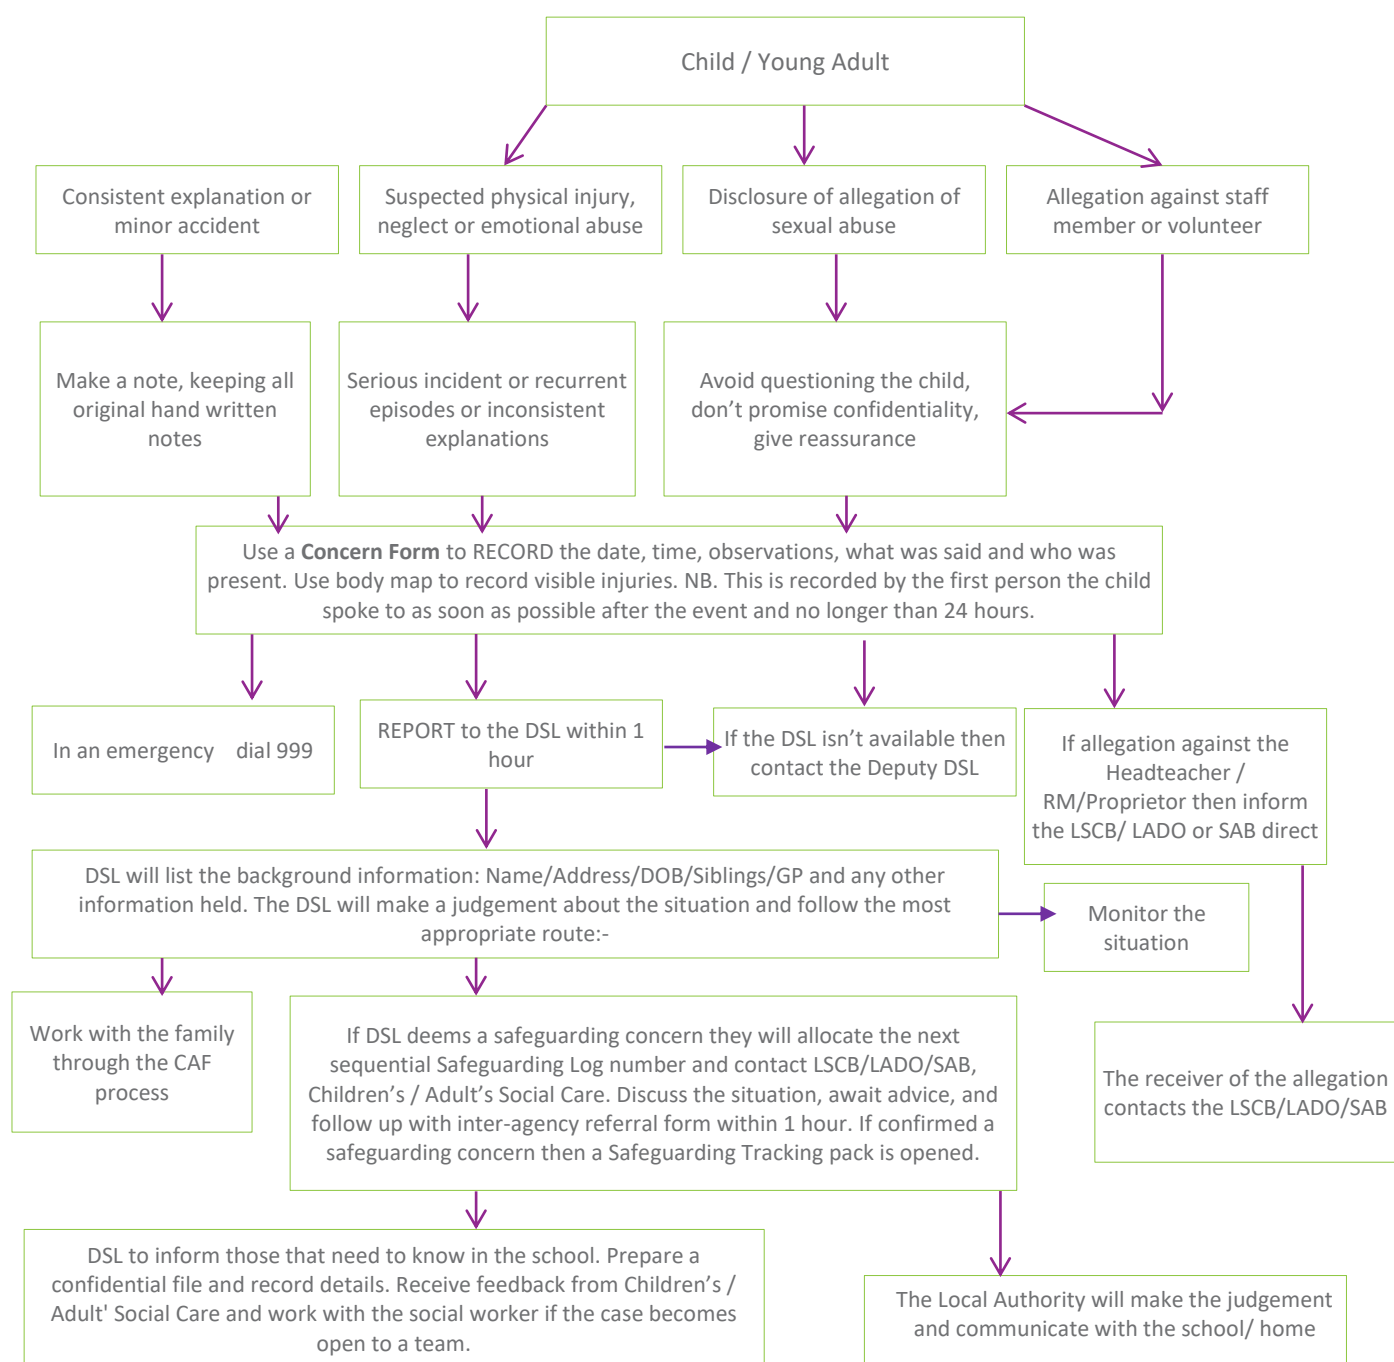 Child / Young Adult
Consistent explanation or
minor accident
Suspected physical injury,
neglect or emotional abuse
Disclosure of allegation of
sexual abuse
Allegation against staff
member or volunteer
Make a note, keeping all
original hand written
notes
Serious incident or recurrent
episodes or inconsistent
explanations
Avoid questioning the child,
don’t promise confidentiality,
give reassurance
Use a Concern Form to RECORD the date, time, observations, what was said and who was
present. Use body map to record visible injuries. NB. This is recorded by the first person the child
spoke to as soon as possible after the event and no longer than 24 hours.
In an emergency dial 999
REPORT to the DSL within 1
hour
If the DSL isn’t available then
contact the Deputy DSL
If allegation against the
Headteacher /
RM/Proprietor then inform
the LSCB/ LADO or SAB direct
DSL will list the background information: Name/Address/DOB/Siblings/GP and any other
information held. The DSL will make a judgement about the situation and follow the most
appropriate route:-
Monitor the
situation
Work with the family
through the CAF
process
If DSL deems a safeguarding concern they will allocate the next
sequential Safeguarding Log number and contact LSCB/LADO/SAB,
Children’s / Adult’s Social Care. Discuss the situation, await advice, and
follow up with inter-agency referral form within 1 hour. If confirmed a
safeguarding concern then a Safeguarding Tracking pack is opened.
The receiver of the allegation
contacts the LSCB/LADO/SAB
DSL to inform those that need to know in the school. Prepare a
confidential file and record details. Receive feedback from Children’s /
Adult' Social Care and work with the social worker if the case becomes
open to a team.
The Local Authority will make the judgement
and communicate with the school/ home